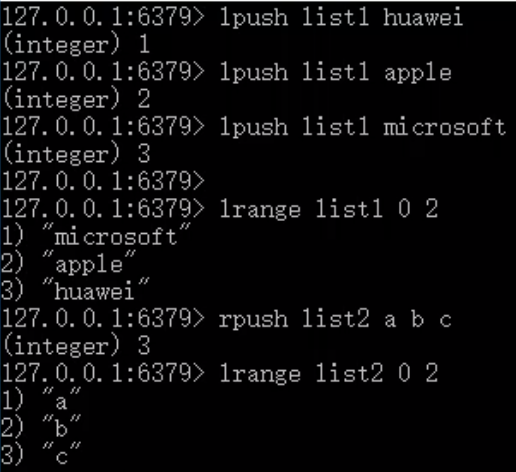 127.0.0.1:6379> lpush list1 huawei
(integer) 1
127.0.0.1:6379> lpush list1 apple
(integer) 2
127.0.0.1:6379> lpush list1 microsoft
(integer) 3
127.0.0.1:6379>
127.0.0.1:6379> lrange list1 0 2
1) "microsoft"
2) "apple"
3) "huawei"
127.0.0.1:6379> rpush list2 a b c
(integer) 3
127.0.0.1:6379> lrange list2 0 2
1) "a"
2) "b"
3) "c"